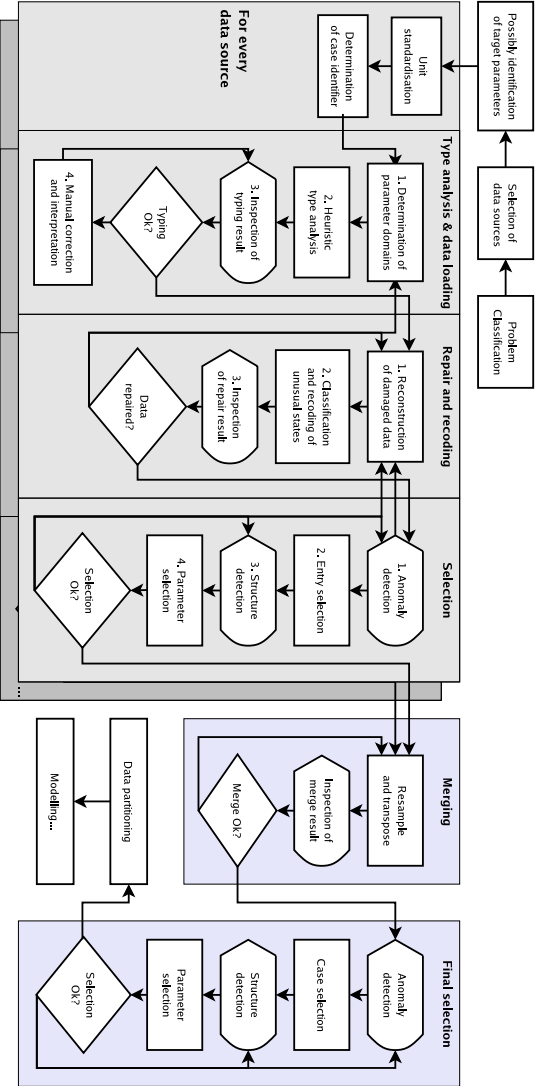 Problem
Classification
Selection of
data sources
Possibly identification
of target parameters
For every
data source
Unit
standardisation
Determination
of case identifier
Type analysis & data loading
1. Determination of
parameter domains
2. Heuristic
type analysis
3. Inspection of
typing result
Typing
Ok?
4. Manual correction
and interpretation
Repair and recoding
1. Reconstruction
of damaged data
2. Classification
and recoding of
unusual states
3. Inspection
of repair result
Data
repaired?
Selection
1. Anomaly
detection
2. Entry selection
3. Structure
detection
4. Parameter
selection
Selection
Ok?
...
Merging
Resample
and transpose
Inspection of
merge result
Merge Ok?
Final selection
Anomaly
detection
Case selection
Structure
detection
Parameter
selection
Selection
Ok?
Data partitioning
Modelling...